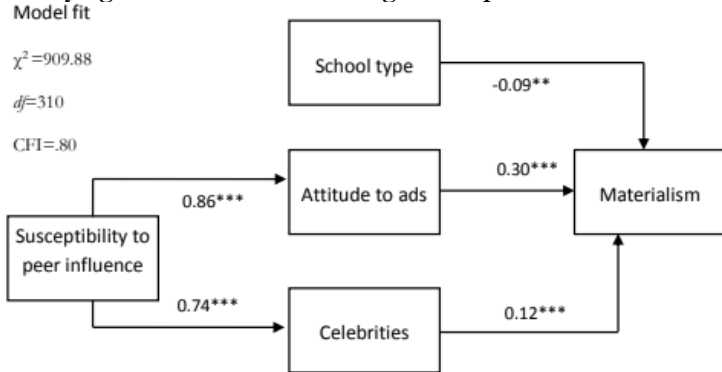 Model fit
χ² =909.88
df=310
CFI=.80
School type
-0.09**
Attitude to ads
0.30***
Materialism
0.86***
Susceptibility to
peer influence
0.74***
Celebrities
0.12***